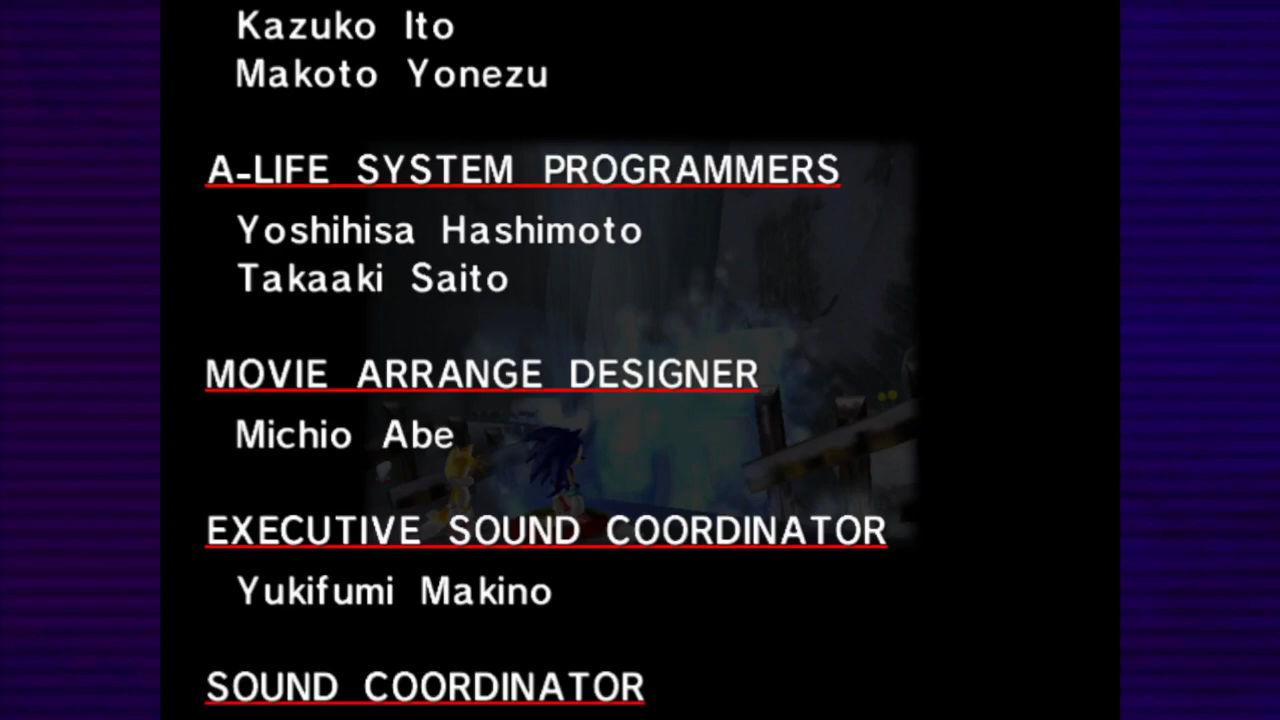 Kazuko Ito
Makoto Yonezu
A-LIFE SYSTEM PROGRAMMERS
Yoshihisa Hashimoto
Takaaki Saito
MOVIE ARRANGE DESIGNER
Michio Abe
EXECUTIVE SOUND COORDINATOR
Yukifumi Makino
SOUND COORDINATOR